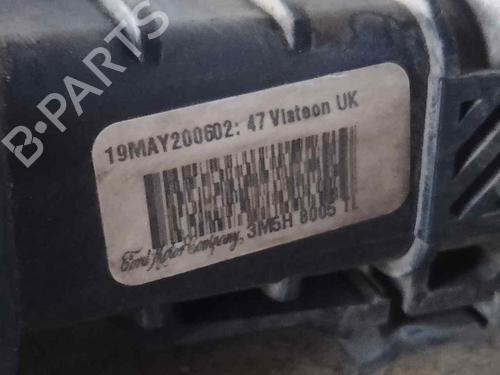 B-PARTS
19MAY200602: 47 Visteon UK
Ford Motor Company, 3M5H 8005 TL